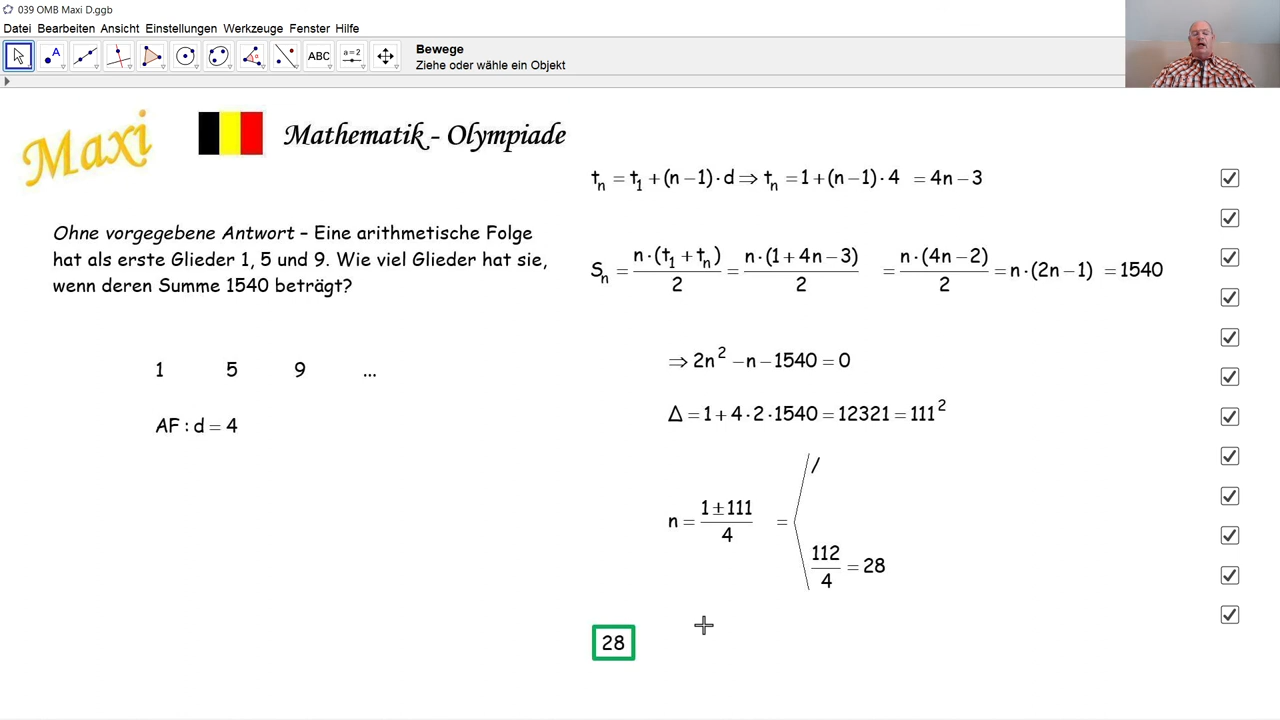 039 OMB Maxi D.ggb
Datei Bearbeiten Ansicht Einstellungen Werkzeuge Fenster Hilfe
A
ABC
a=2
Bewege
Ziehe oder wähle ein Objekt
Maxi
Mathematik - Olympiade
Ohne vorgegebene Antwort – Eine arithmetische Folge
hat als erste Glieder 1, 5 und 9. Wie viel Glieder hat sie,
wenn deren Summe 1540 beträgt?
1 5 9 ...
AF : d = 4
tₙ = t₁ + (n − 1) · d ⇒ tₙ = 1 + (n − 1) · 4 = 4n − 3
Sₙ = n · (t₁ + tₙ) / 2 = n · (1 + 4n − 3) / 2 = n · (4n − 2) / 2 = n · (2n − 1) = 1540
⇒ 2n² − n − 1540 = 0
Δ = 1 + 4 · 2 · 1540 = 12321 = 111²
/
n = 1 ± 111 / 4 =
112 / 4 = 28
28